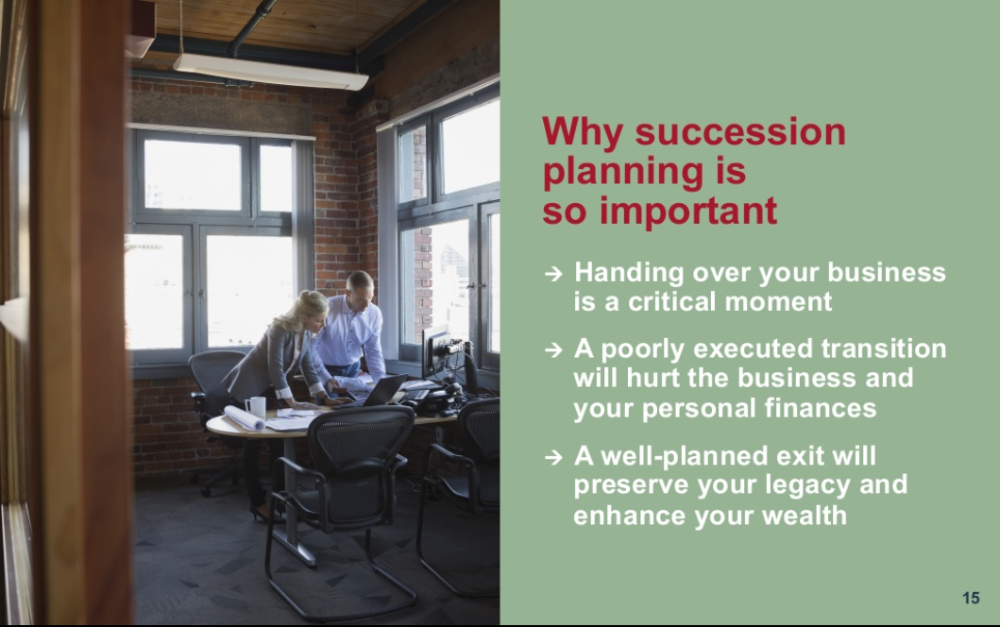 Why succession
planning is
so important
→ Handing over your business
is a critical moment
→ A poorly executed transition
will hurt the business and
your personal finances
→ A well-planned exit will
preserve your legacy and
enhance your wealth
15